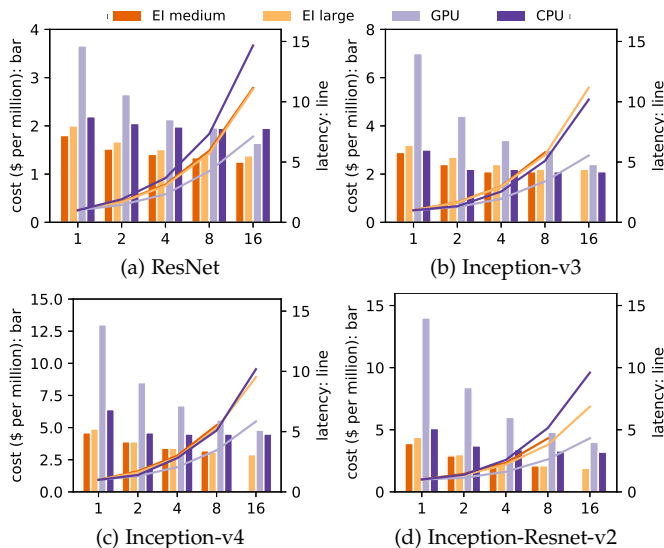 EI medium EI large GPU CPU
cost ($ per million): bar
4
3
2
1
0
15
10
5
0
latency: line
1 2 4 8 16
(a) ResNet
cost ($ per million): bar
8
6
4
2
0
15
10
5
0
latency: line
1 2 4 8 16
(b) Inception-v3
cost ($ per million): bar
15.0
12.5
10.0
7.5
5.0
2.5
0.0
15
10
5
0
latency: line
1 2 4 8 16
(c) Inception-v4
cost ($ per million): bar
15
10
5
0
15
10
5
0
latency: line
1 2 4 8 16
(d) Inception-Resnet-v2